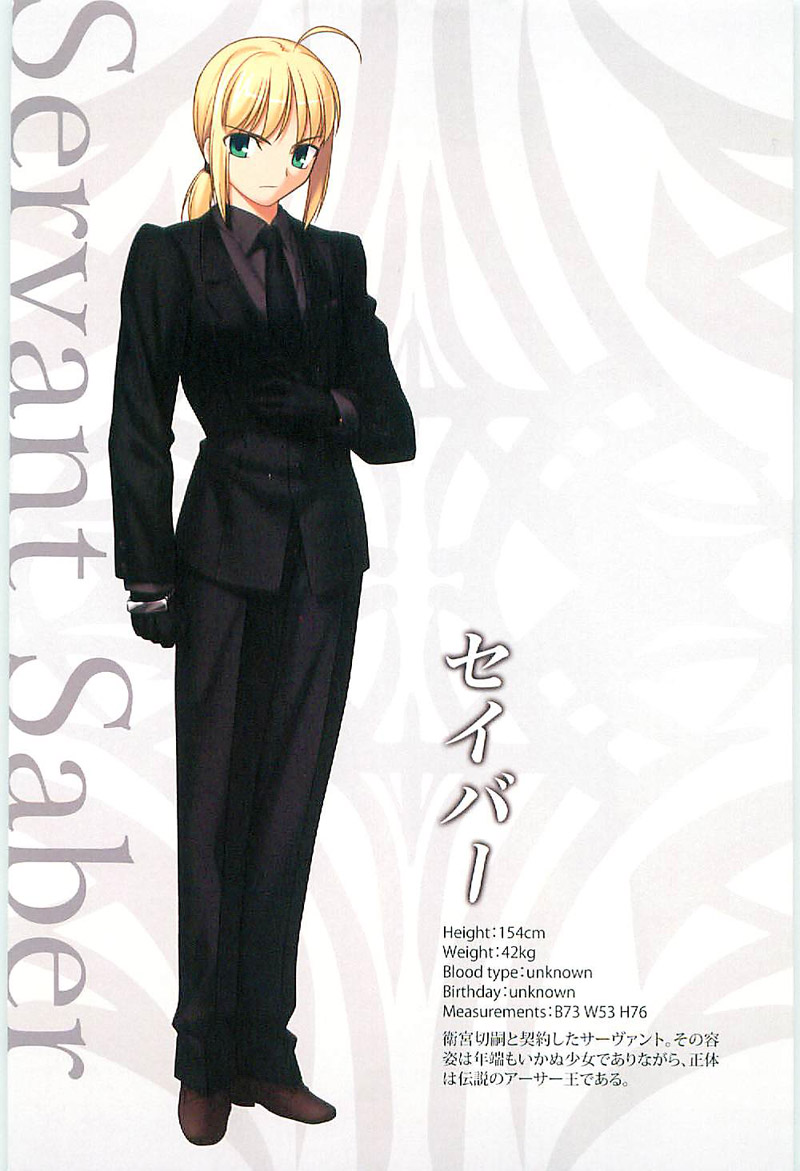 Servant Saber
セイバー
Height:154cm
Weight:42kg
Blood type:unknown
Birthday:unknown
Measurements:B73 W53 H76
衛宮切嗣と契約したサーヴァント。その容
姿は年端もいかぬ少女でありながら、正体
は伝説のアーサー王である。